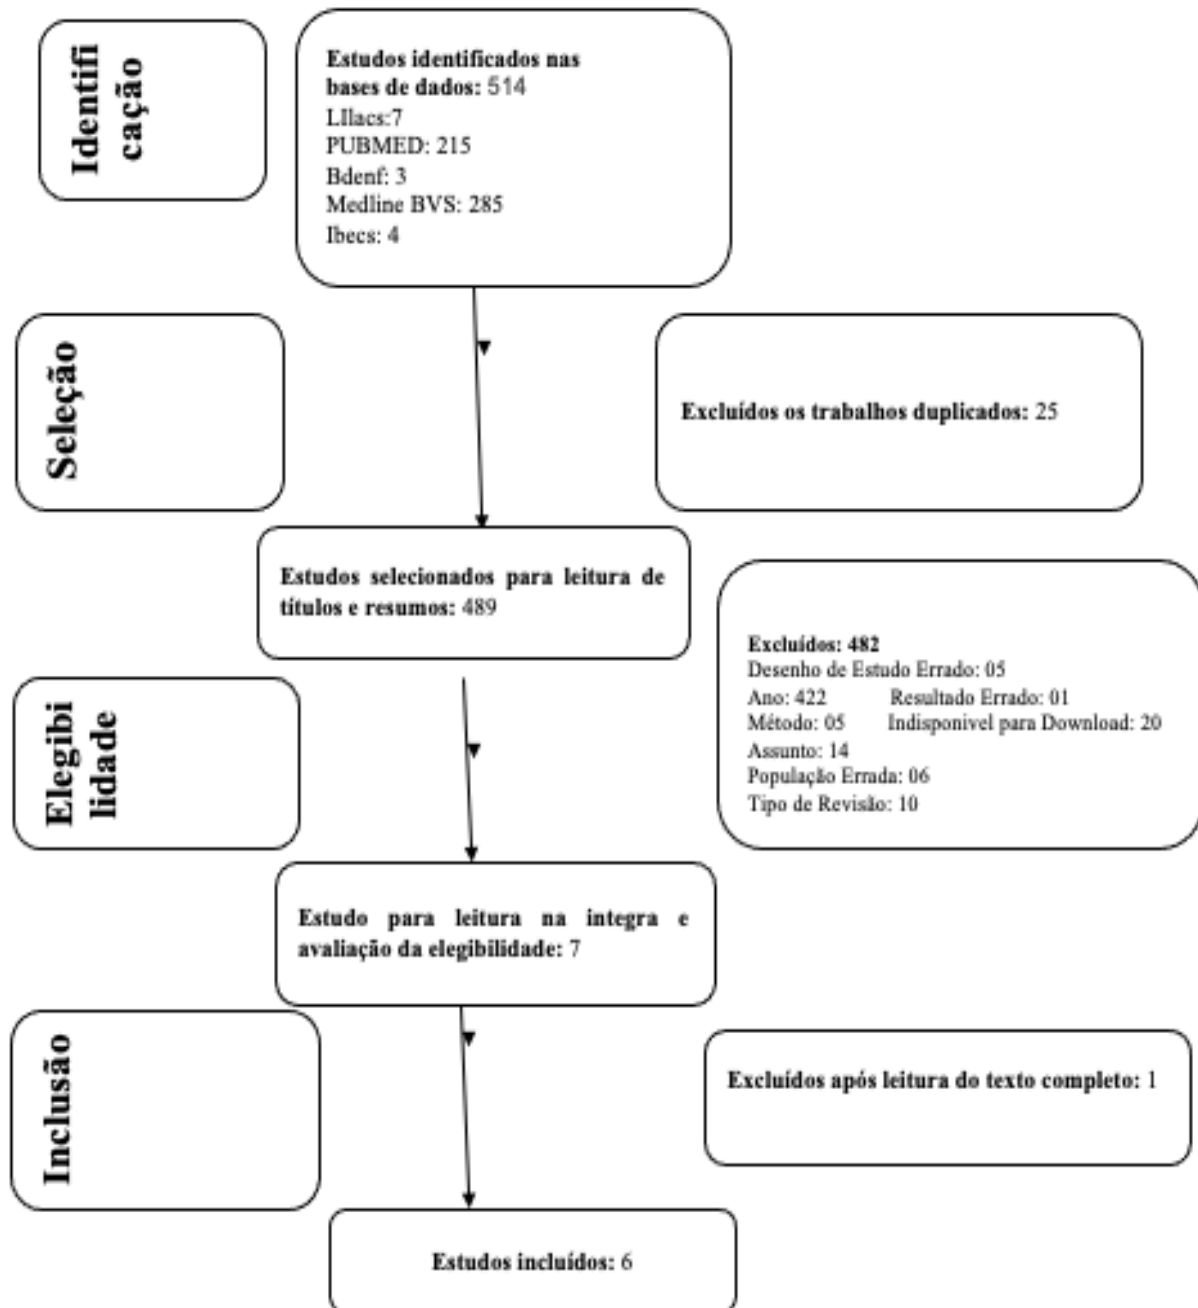 Identifi
cação
Estudos identificados nas
bases de dados: 514
LIlacs:7
PUBMED: 215
Bdenf: 3
Medline BVS: 285
Ibecs: 4
Seleção
Excluídos os trabalhos duplicados: 25
Estudos selecionados para leitura de
títulos e resumos: 489
Excluídos: 482
Desenho de Estudo Errado: 05
Ano: 422 Resultado Errado: 01
Método: 05 Indisponivel para Download: 20
Assunto: 14
População Errada: 06
Tipo de Revisão: 10
Elegibi
lidade
Estudo para leitura na integra e
avaliação da elegibilidade: 7
Inclusão
Excluídos após leitura do texto completo: 1
Estudos incluídos: 6